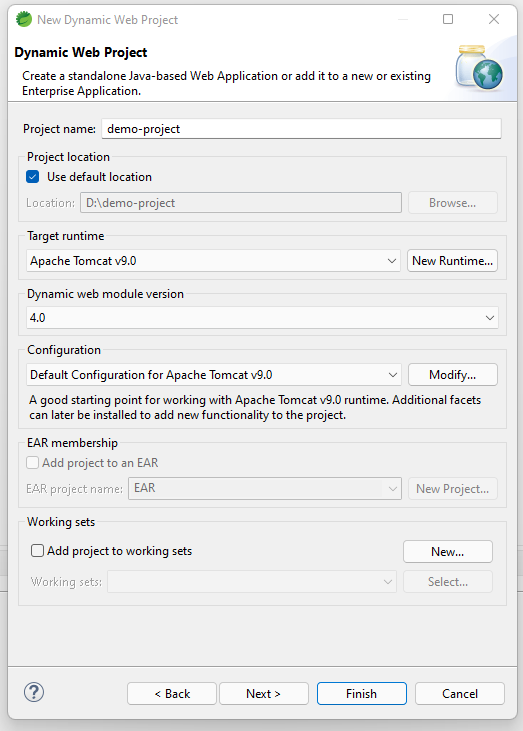 New Dynamic Web Project
Dynamic Web Project
Create a standalone Java-based Web Application or add it to a new or existing
Enterprise Application.
Project name: demo-project
Project location
Use default location
Location: D:\demo-project Browse...
Target runtime
Apache Tomcat v9.0 New Runtime...
Dynamic web module version
4.0
Configuration
Default Configuration for Apache Tomcat v9.0 Modify...
A good starting point for working with Apache Tomcat v9.0 runtime. Additional facets
can later be installed to add new functionality to the project.
EAR membership
Add project to an EAR
EAR project name: EAR New Project...
Working sets
Add project to working sets New...
Working sets: Select...
? < Back Next > Finish Cancel